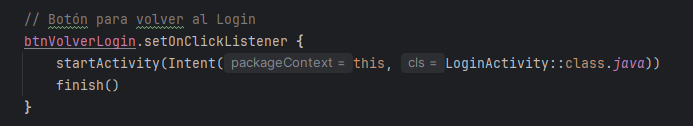 // Botón para volver al Login
btnVolverLogin.setOnClickListener {
startActivity(Intent( packageContext = this, cls = LoginActivity::class.java))
finish()
}